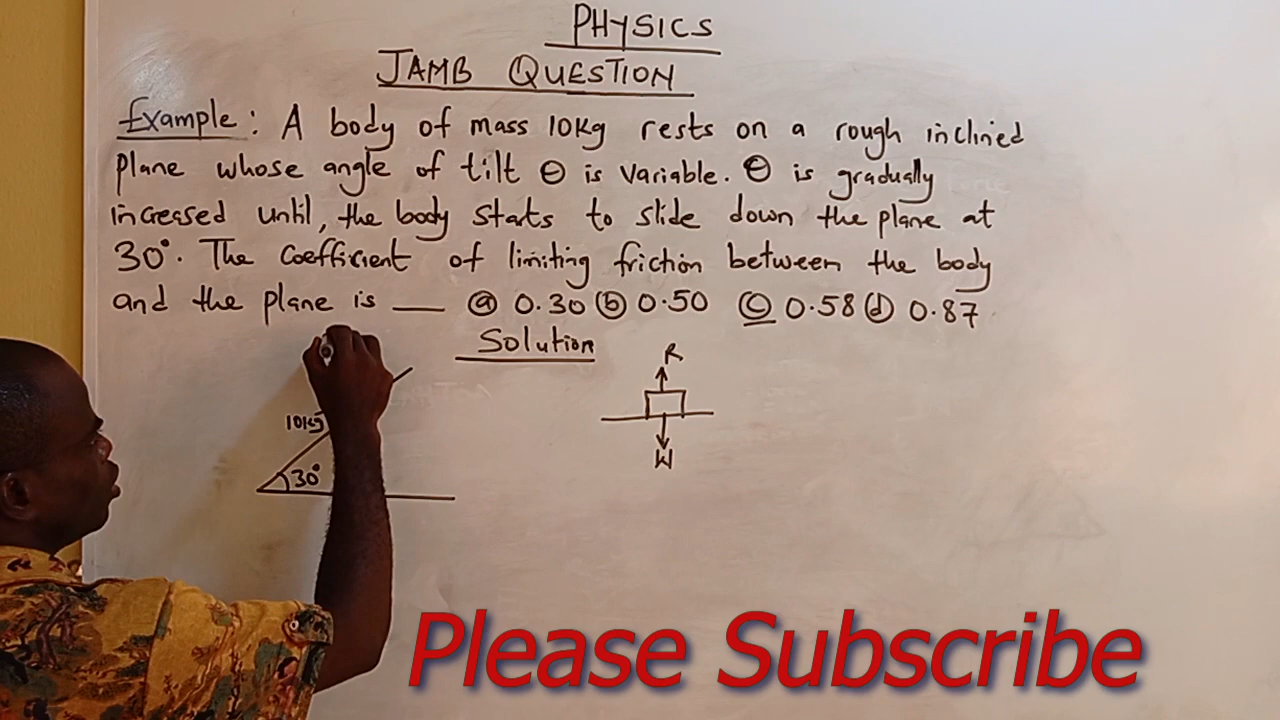 PHYSICS
JAMB QUESTION
Example: A body of mass 10Kg rests on a rough inclined
plane whose angle of tilt θ is variable. θ is gradually
increased until, the body starts to slide down the plane at
30°. The coefficient of limiting friction between the body
and the plane is ___ ⓐ 0.30 ⓑ 0.50 ⓒ 0.58 ⓓ 0.87
Solution
R
10Kg
W
30°
Please Subscribe